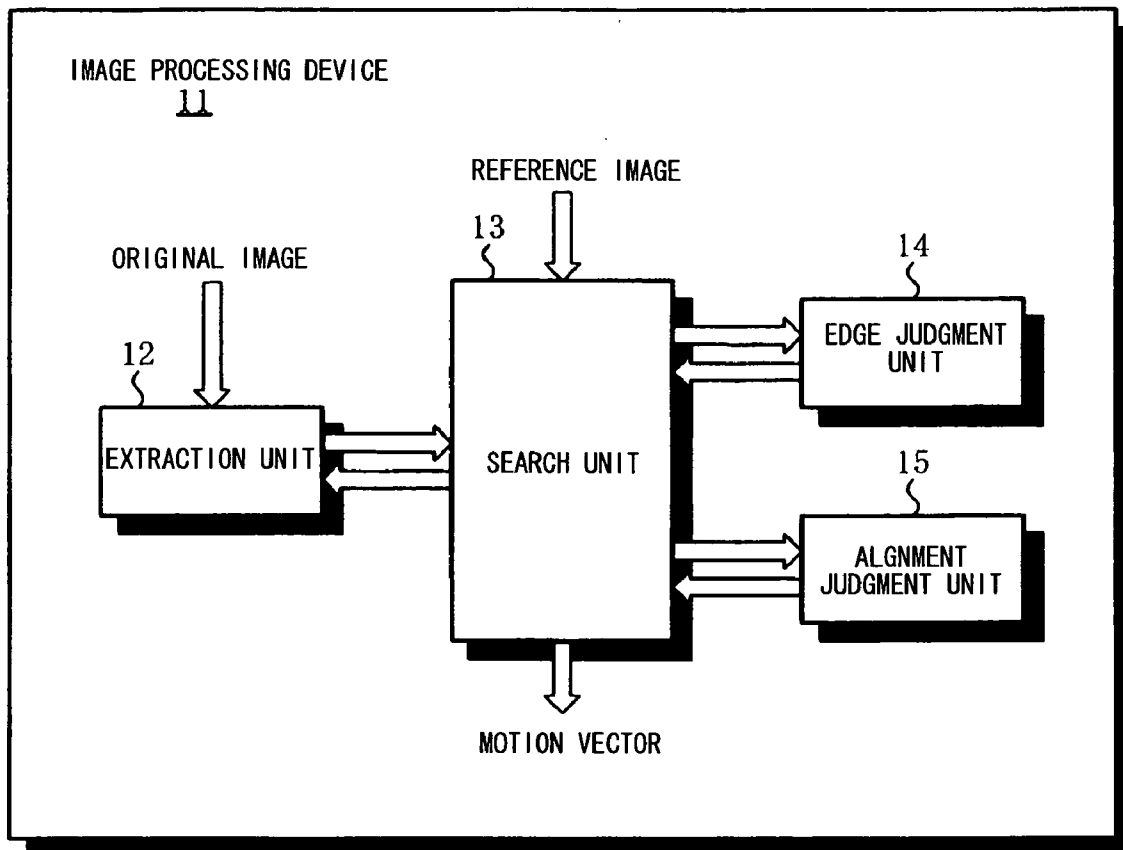 IMAGE PROCESSING DEVICE
11
REFERENCE IMAGE
13
ORIGINAL IMAGE
14
EDGE JUDGMENT
UNIT
12
EXTRACTION UNIT
SEARCH UNIT
15
ALGNMENT
JUDGMENT UNIT
MOTION VECTOR